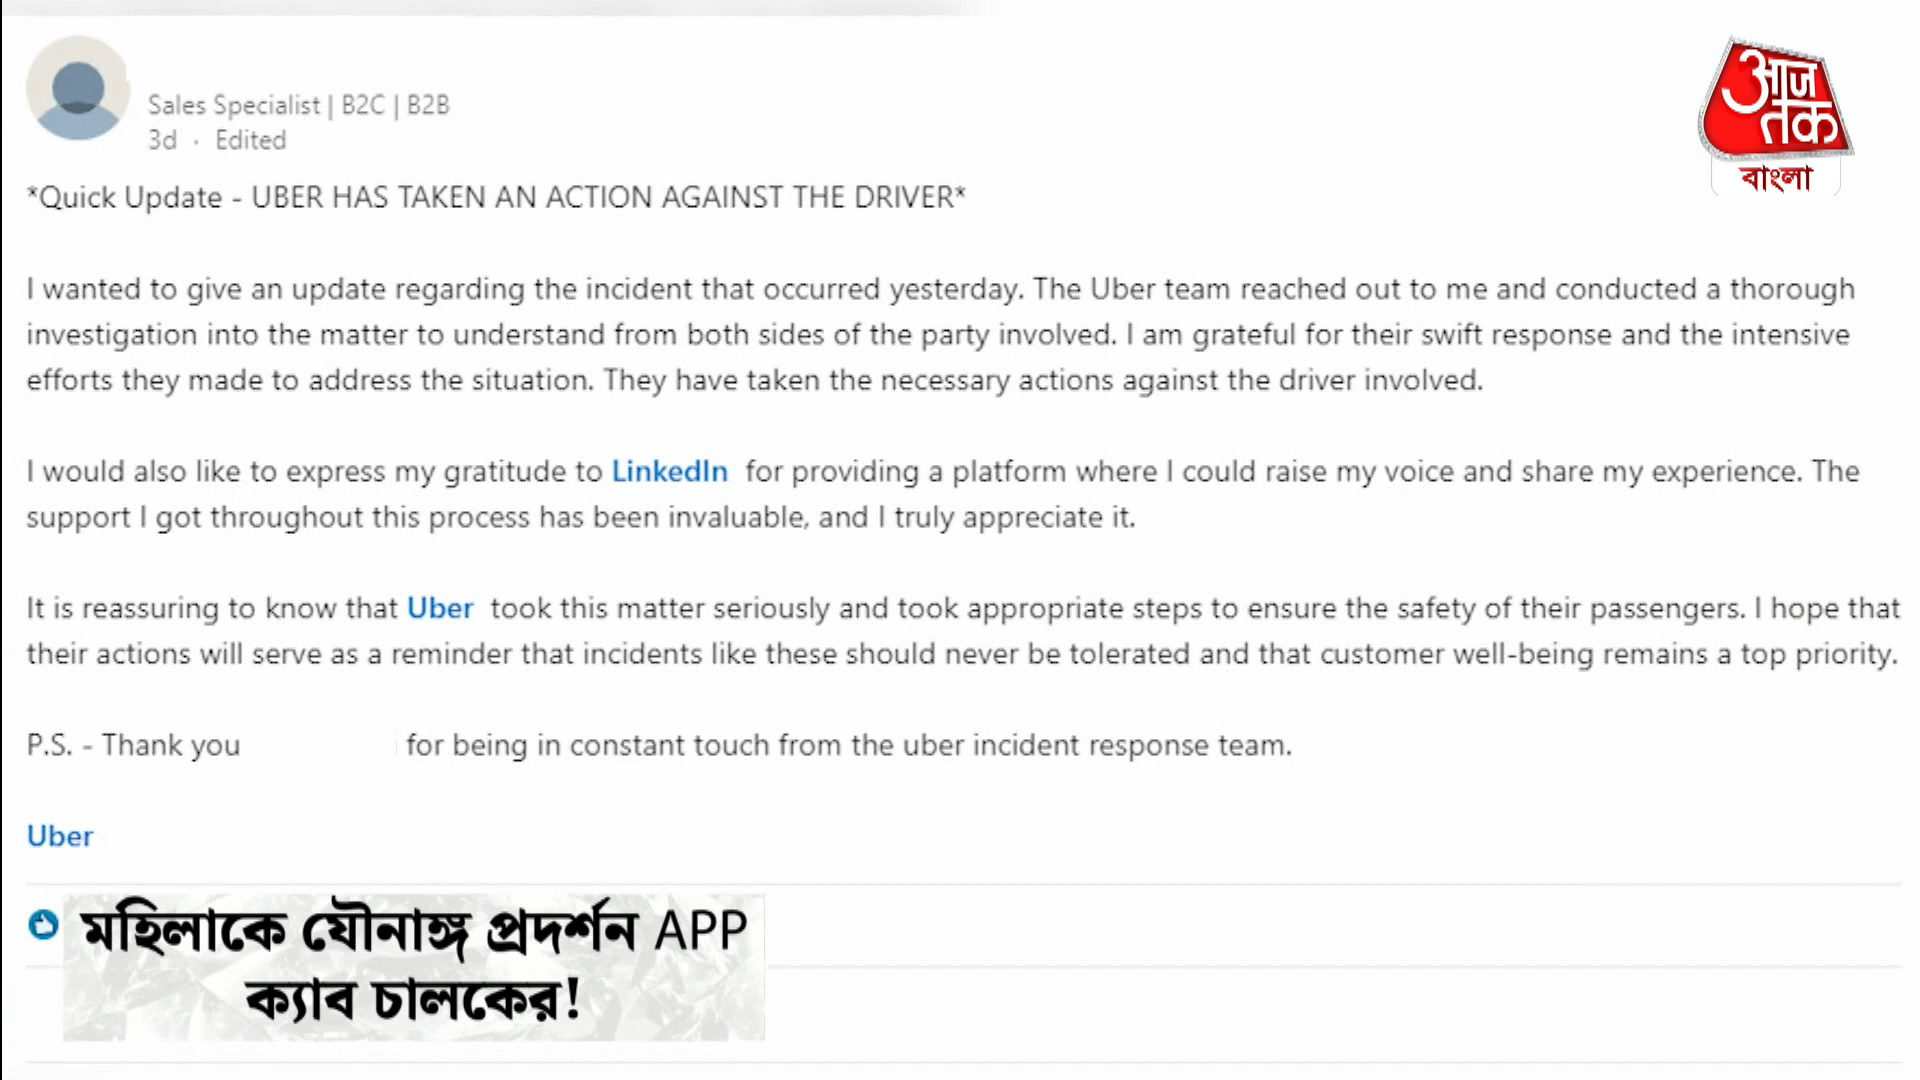 Sales Specialist | B2C | B2B
3d · Edited
आज
तक
বাংলা
*Quick Update - UBER HAS TAKEN AN ACTION AGAINST THE DRIVER*
I wanted to give an update regarding the incident that occurred yesterday. The Uber team reached out to me and conducted a thorough
investigation into the matter to understand from both sides of the party involved. I am grateful for their swift response and the intensive
efforts they made to address the situation. They have taken the necessary actions against the driver involved.
I would also like to express my gratitude to LinkedIn for providing a platform where I could raise my voice and share my experience. The
support I got throughout this process has been invaluable, and I truly appreciate it.
It is reassuring to know that Uber took this matter seriously and took appropriate steps to ensure the safety of their passengers. I hope that
their actions will serve as a reminder that incidents like these should never be tolerated and that customer well-being remains a top priority.
P.S. - Thank you for being in constant touch from the uber incident response team.
Uber
মহিলাকে যৌনাঙ্গ প্রদর্শন APP
ক্যাব চালকের!